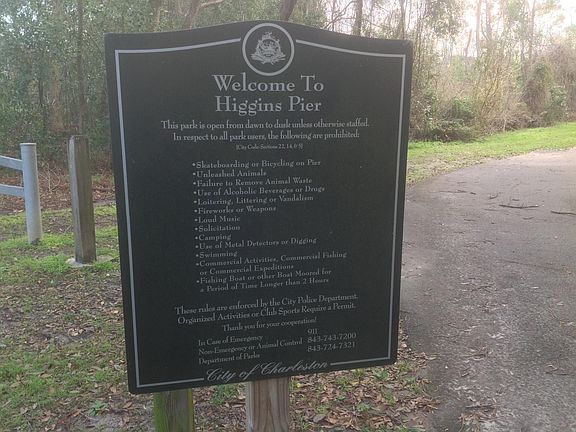 Welcome To
Higgins Pier
This park is open from dawn to dusk unless otherwise staffed.
In respect to all park users, the following are prohibited:
(City Code Sections 22, 14, & 5)
•Skateboarding or Bicycling on Pier
•Unleashed Animals
•Failure to Remove Animal Waste
•Use of Alcoholic Beverages or Drugs
•Loitering, Littering or Vandalism
•Fireworks or Weapons
•Loud Music
•Solicitation
•Camping
•Use of Metal Detectors or Digging
•Swimming
•Commercial Activities, Commercial Fishing
or Commercial Expeditions
•Fishing Boat or other Boat Moored for
a Period of Time Longer than 2 Hours
These rules are enforced by the City Police Department.
Organized Activities or Club Sports Require a Permit.
Thank you for your cooperation!
In Case of Emergency 911
Non-Emergency or Animal Control 843-743-7200
Department of Parks 843-724-7321
City of Charleston